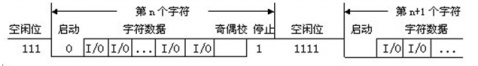 第 n 个字符 第 n+1 个字符
空闲位 启动 字符数据 奇偶校 停止 空闲位 启动 字符数据
111 0 I/0 I/0 ... I/0 I/0 1 1111 I/0 I/0 ...